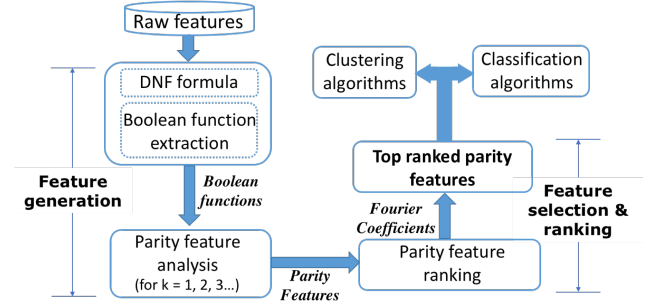 Raw features
DNF formula
Boolean function
extraction
Boolean
functions
Feature
generation
Parity feature
analysis
(for k = 1, 2, 3…)
Parity
Features
Clustering
algorithms
Classification
algorithms
Top ranked parity
features
Fourier
Coefficients
Feature
selection &
ranking
Parity feature
ranking